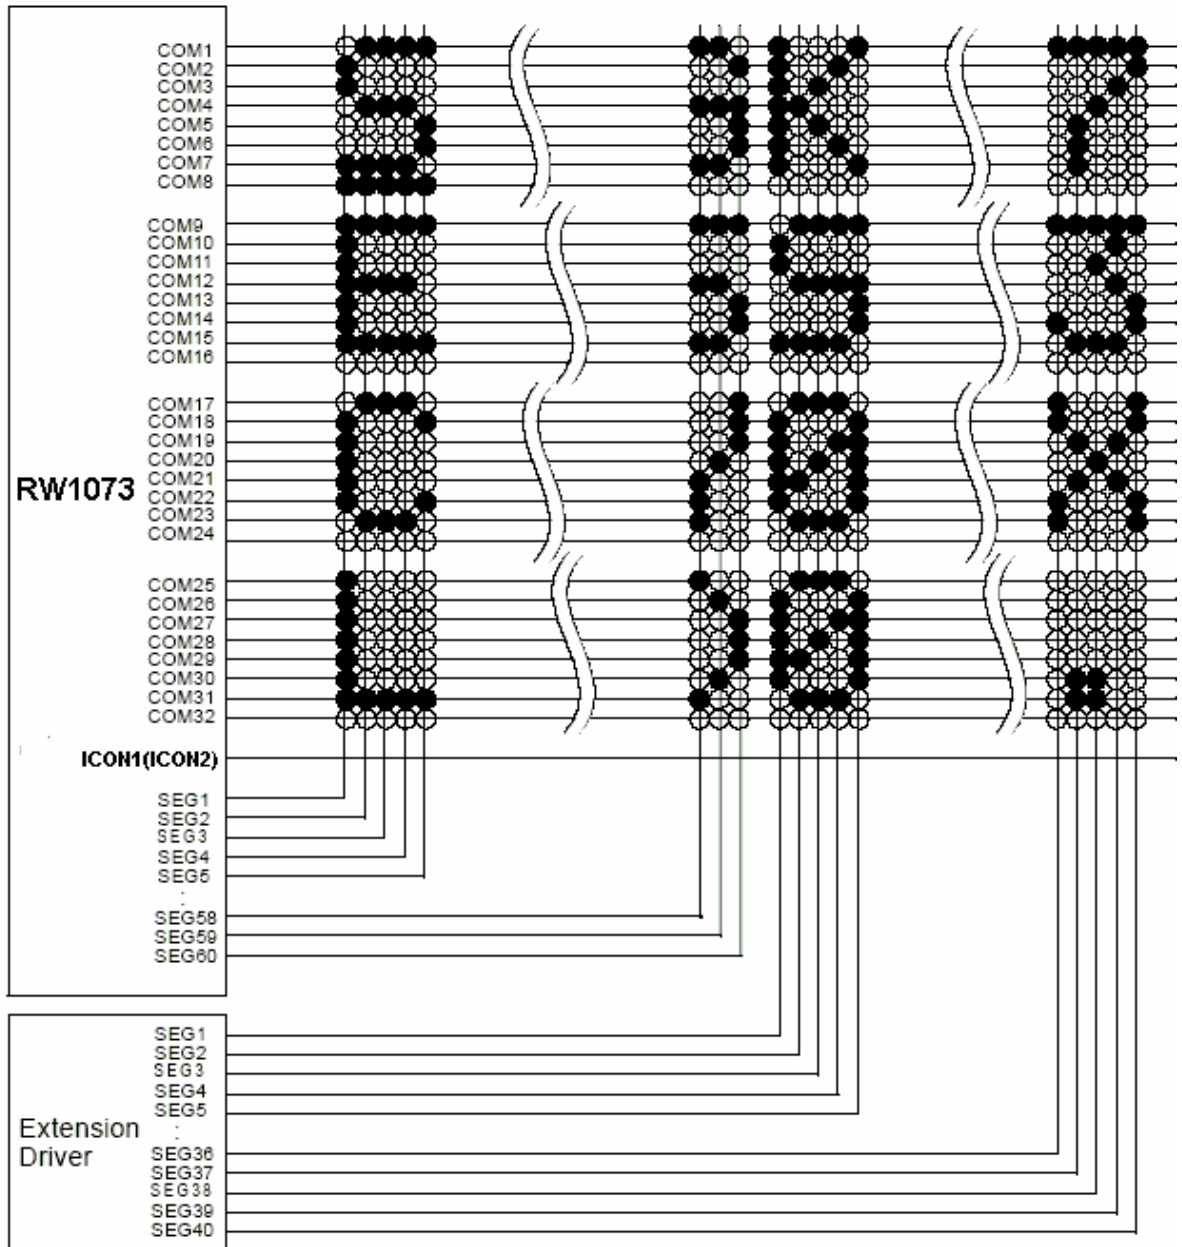 COM1
COM2
COM3
COM4
COM5
COM6
COM7
COM8
COM9
COM10
COM11
COM12
COM13
COM14
COM15
COM16
COM17
COM18
COM19
COM20
COM21
RW1073
COM22
COM23
COM24
COM25
COM26
COM27
COM28
COM29
COM30
COM31
COM32
ICON1(ICON2)
SEG1
SEG2
SEG3
SEG4
SEG5
:
SEG58
SEG59
SEG60
SEG1
SEG2
SEG3
SEG4
SEG5
:
Extension
Driver
SEG36
SEG37
SEG38
SEG39
SEG40